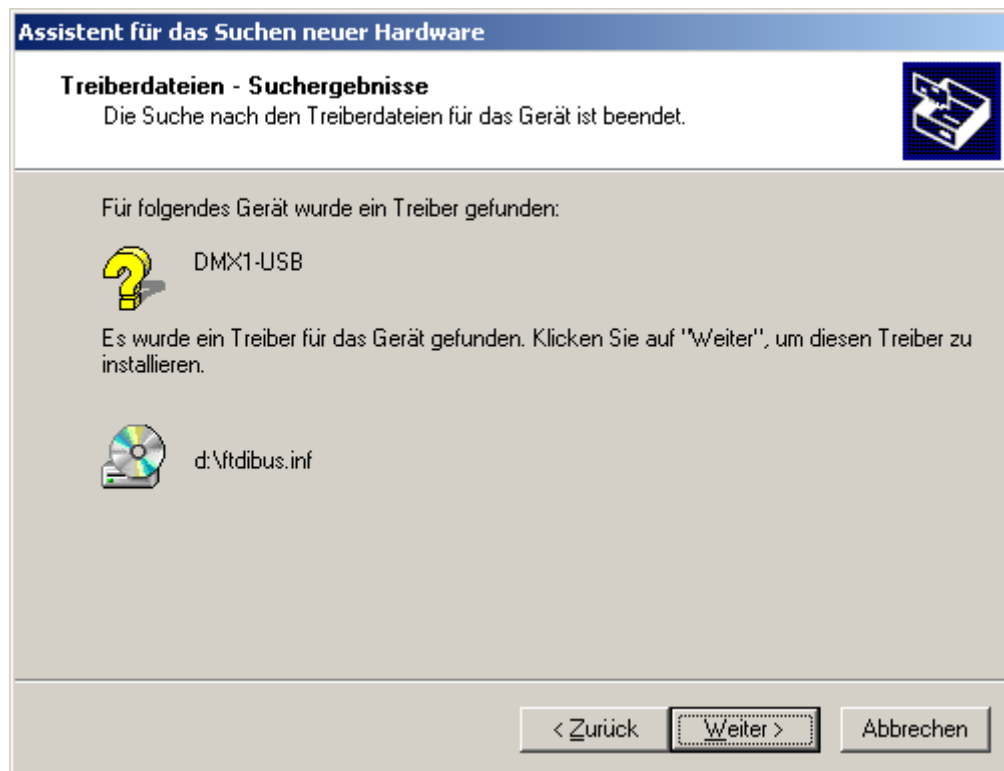 Assistent für das Suchen neuer Hardware
Treiberdateien - Suchergebnisse
Die Suche nach den Treiberdateien für das Gerät ist beendet.
Für folgendes Gerät wurde ein Treiber gefunden:
DMX1-USB
Es wurde ein Treiber für das Gerät gefunden. Klicken Sie auf "Weiter", um diesen Treiber zu
installieren.
d:\ftdibus.inf
< Zurück Weiter > Abbrechen